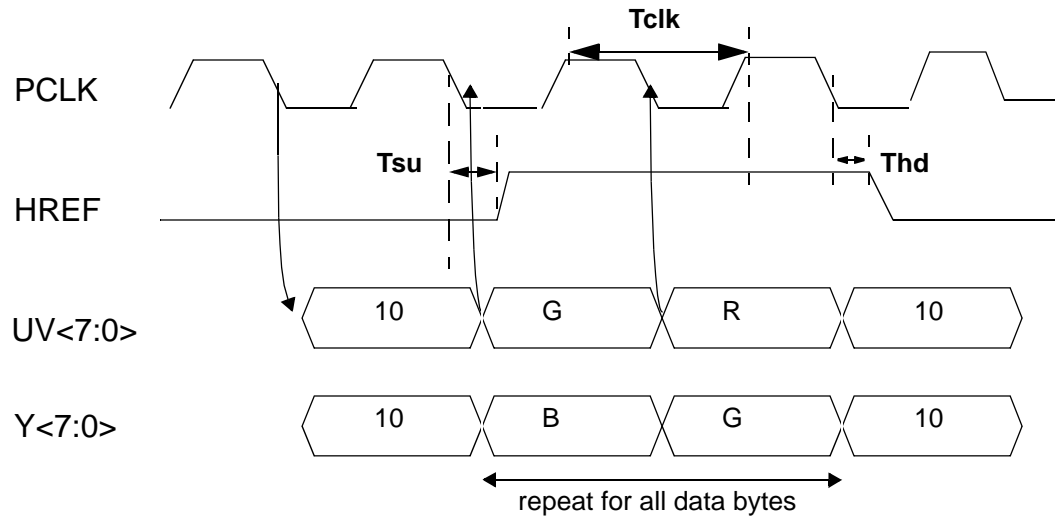 Tclk
PCLK
Tsu
Thd
HREF
UV<7:0> 10 G R 10
Y<7:0> 10 B G 10
repeat for all data bytes